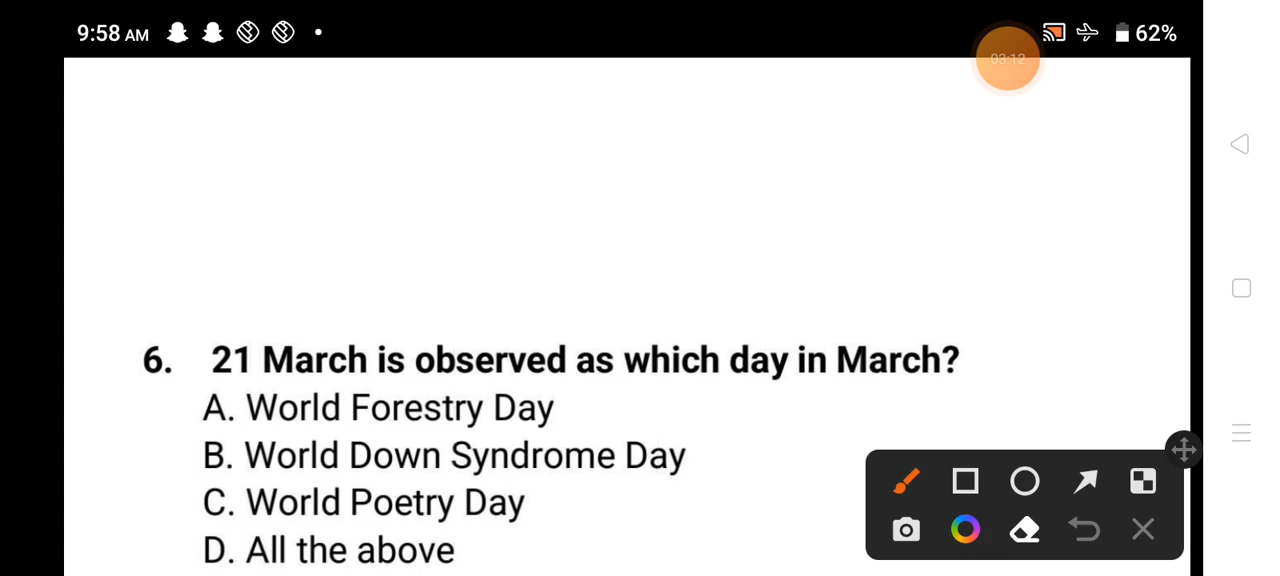 9:58 AM
62%
03:12
6. 21 March is observed as which day in March?
A. World Forestry Day
B. World Down Syndrome Day
C. World Poetry Day
D. All the above